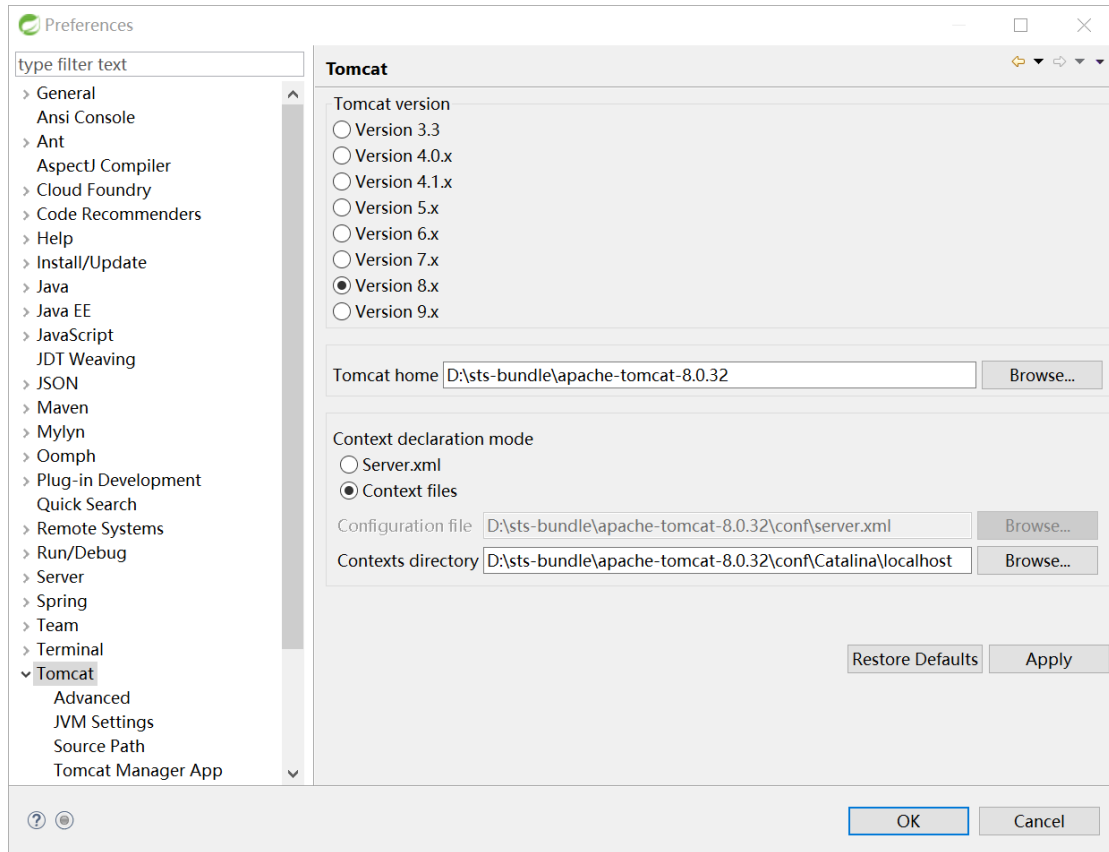 Preferences
type filter text
General
Ansi Console
Ant
AspectJ Compiler
Cloud Foundry
Code Recommenders
Help
Install/Update
Java
Java EE
JavaScript
JDT Weaving
JSON
Maven
Mylyn
Oomph
Plug-in Development
Quick Search
Remote Systems
Run/Debug
Server
Spring
Team
Terminal
Tomcat
Advanced
JVM Settings
Source Path
Tomcat Manager App
Tomcat
Tomcat version
Version 3.3
Version 4.0.x
Version 4.1.x
Version 5.x
Version 6.x
Version 7.x
Version 8.x
Version 9.x
Tomcat home D:\sts-bundle\apache-tomcat-8.0.32 Browse...
Context declaration mode
Server.xml
Context files
Configuration file D:\sts-bundle\apache-tomcat-8.0.32\conf\server.xml Browse...
Contexts directory D:\sts-bundle\apache-tomcat-8.0.32\conf\Catalina\localhost Browse...
Restore Defaults Apply
OK Cancel